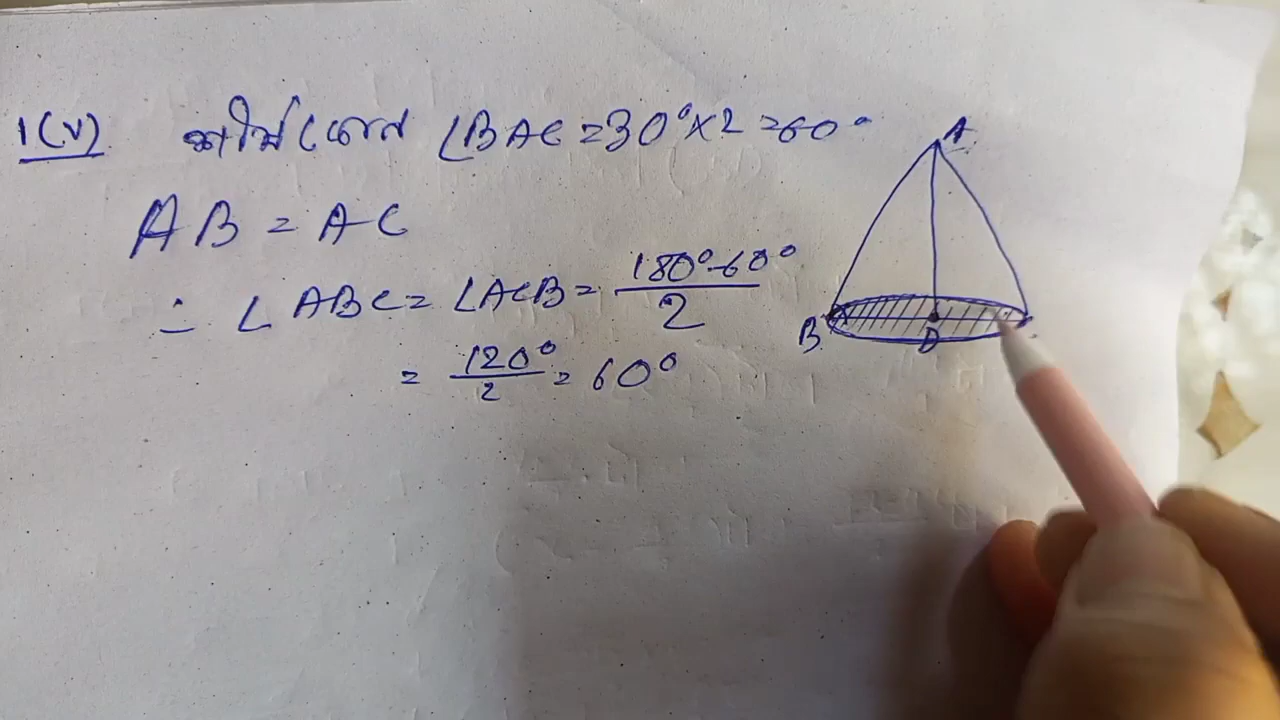 1(v) শীর্ষকোণ ∠BAC=30°×2=60°
AB = AC
∴ ∠ABC = ∠ACB = (180°-60°)/2
= 120°/2 = 60°
A
B
D